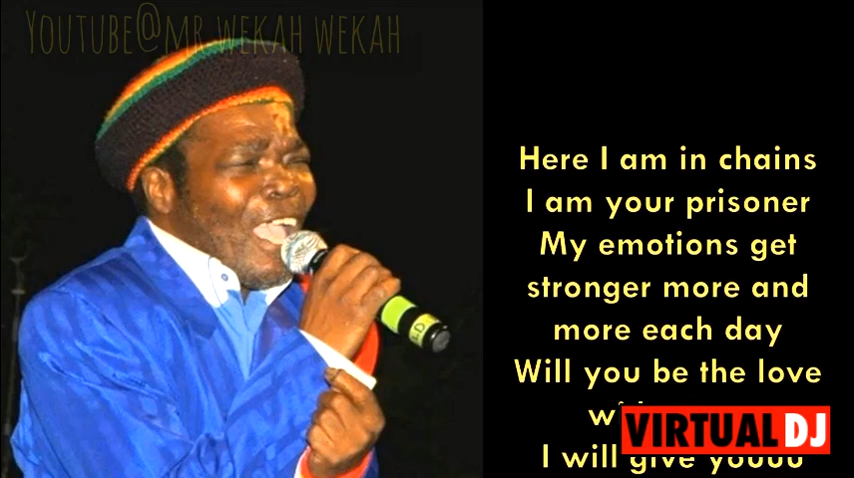 YOUTUBE@MR WEKAH WEKAH
Here I am in chains
I am your prisoner
My emotions get
stronger more and
more each day
Will you be the love
VIRTUAL DJ
I will give youuu